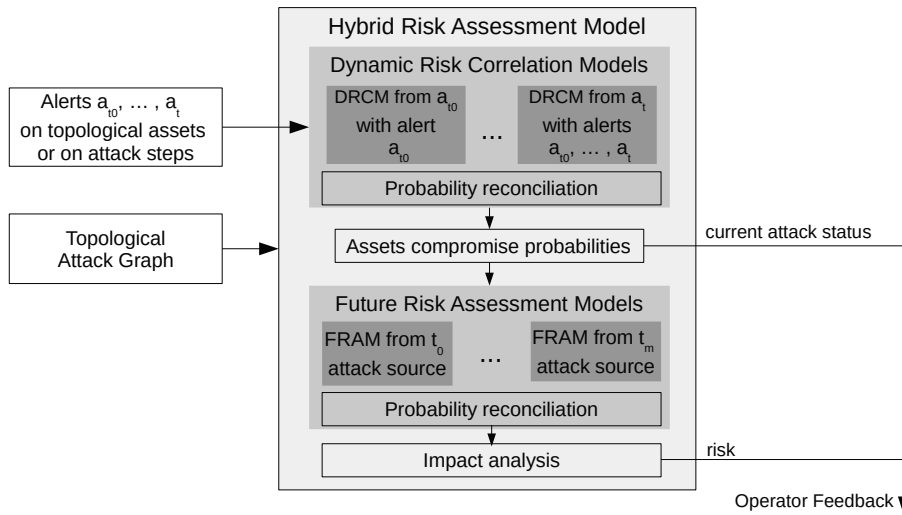 Hybrid Risk Assessment Model
Dynamic Risk Correlation Models
Alerts a_t0, … , a_t
on topological assets
or on attack steps
DRCM from a_t0
with alert
a_t0
…
DRCM from a_t
with alerts
a_t0, … , a_t
Probability reconciliation
Topological
Attack Graph
Assets compromise probabilities
current attack status
Future Risk Assessment Models
FRAM from t_0
attack source
…
FRAM from t_m
attack source
Probability reconciliation
Impact analysis
risk
Operator Feedback